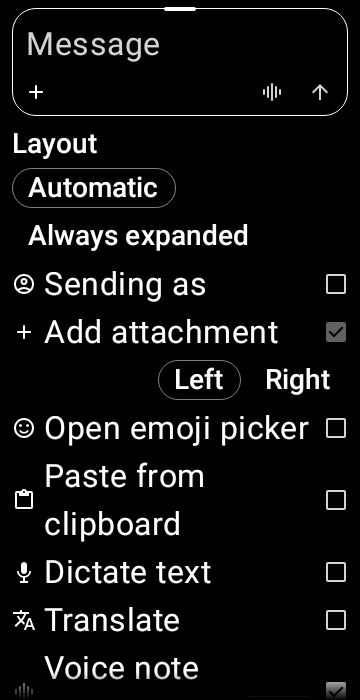 Message
Layout
Automatic
Always expanded
Sending as
Add attachment
Left Right
Open emoji picker
Paste from
clipboard
Dictate text
Translate
Voice note